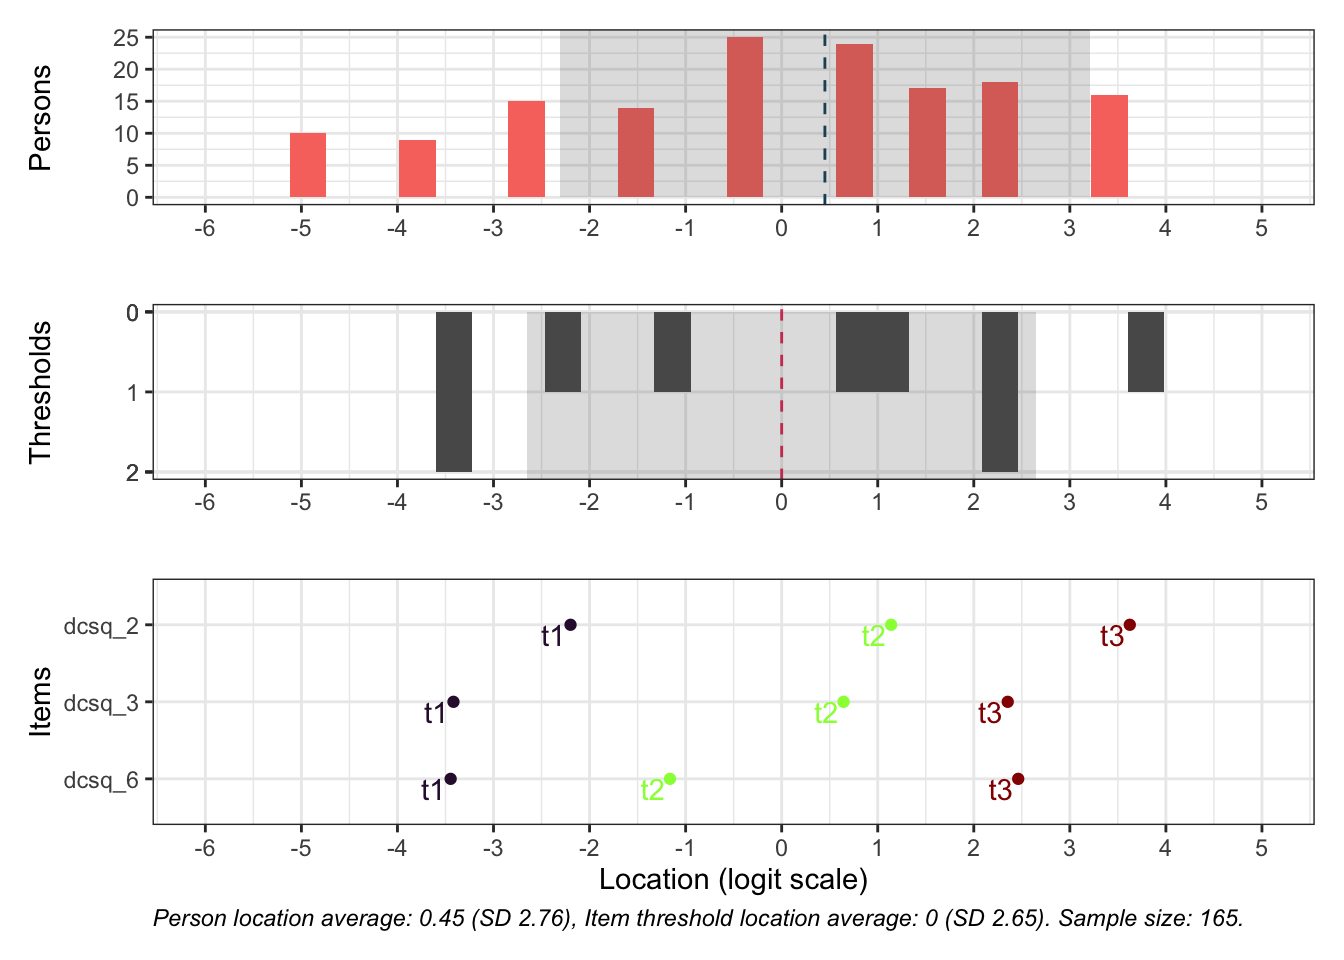 Persons
25
20
15
10
5
0
-6 -5 -4 -3 -2 -1 0 1 2 3 4 5
Thresholds
0
1
2
-6 -5 -4 -3 -2 -1 0 1 2 3 4 5
Items
dcsq_2 t1 t2 t3
dcsq_3 t1 t2 t3
dcsq_6 t1 t2 t3
-6 -5 -4 -3 -2 -1 0 1 2 3 4 5
Location (logit scale)
Person location average: 0.45 (SD 2.76), Item threshold location average: 0 (SD 2.65). Sample size: 165.